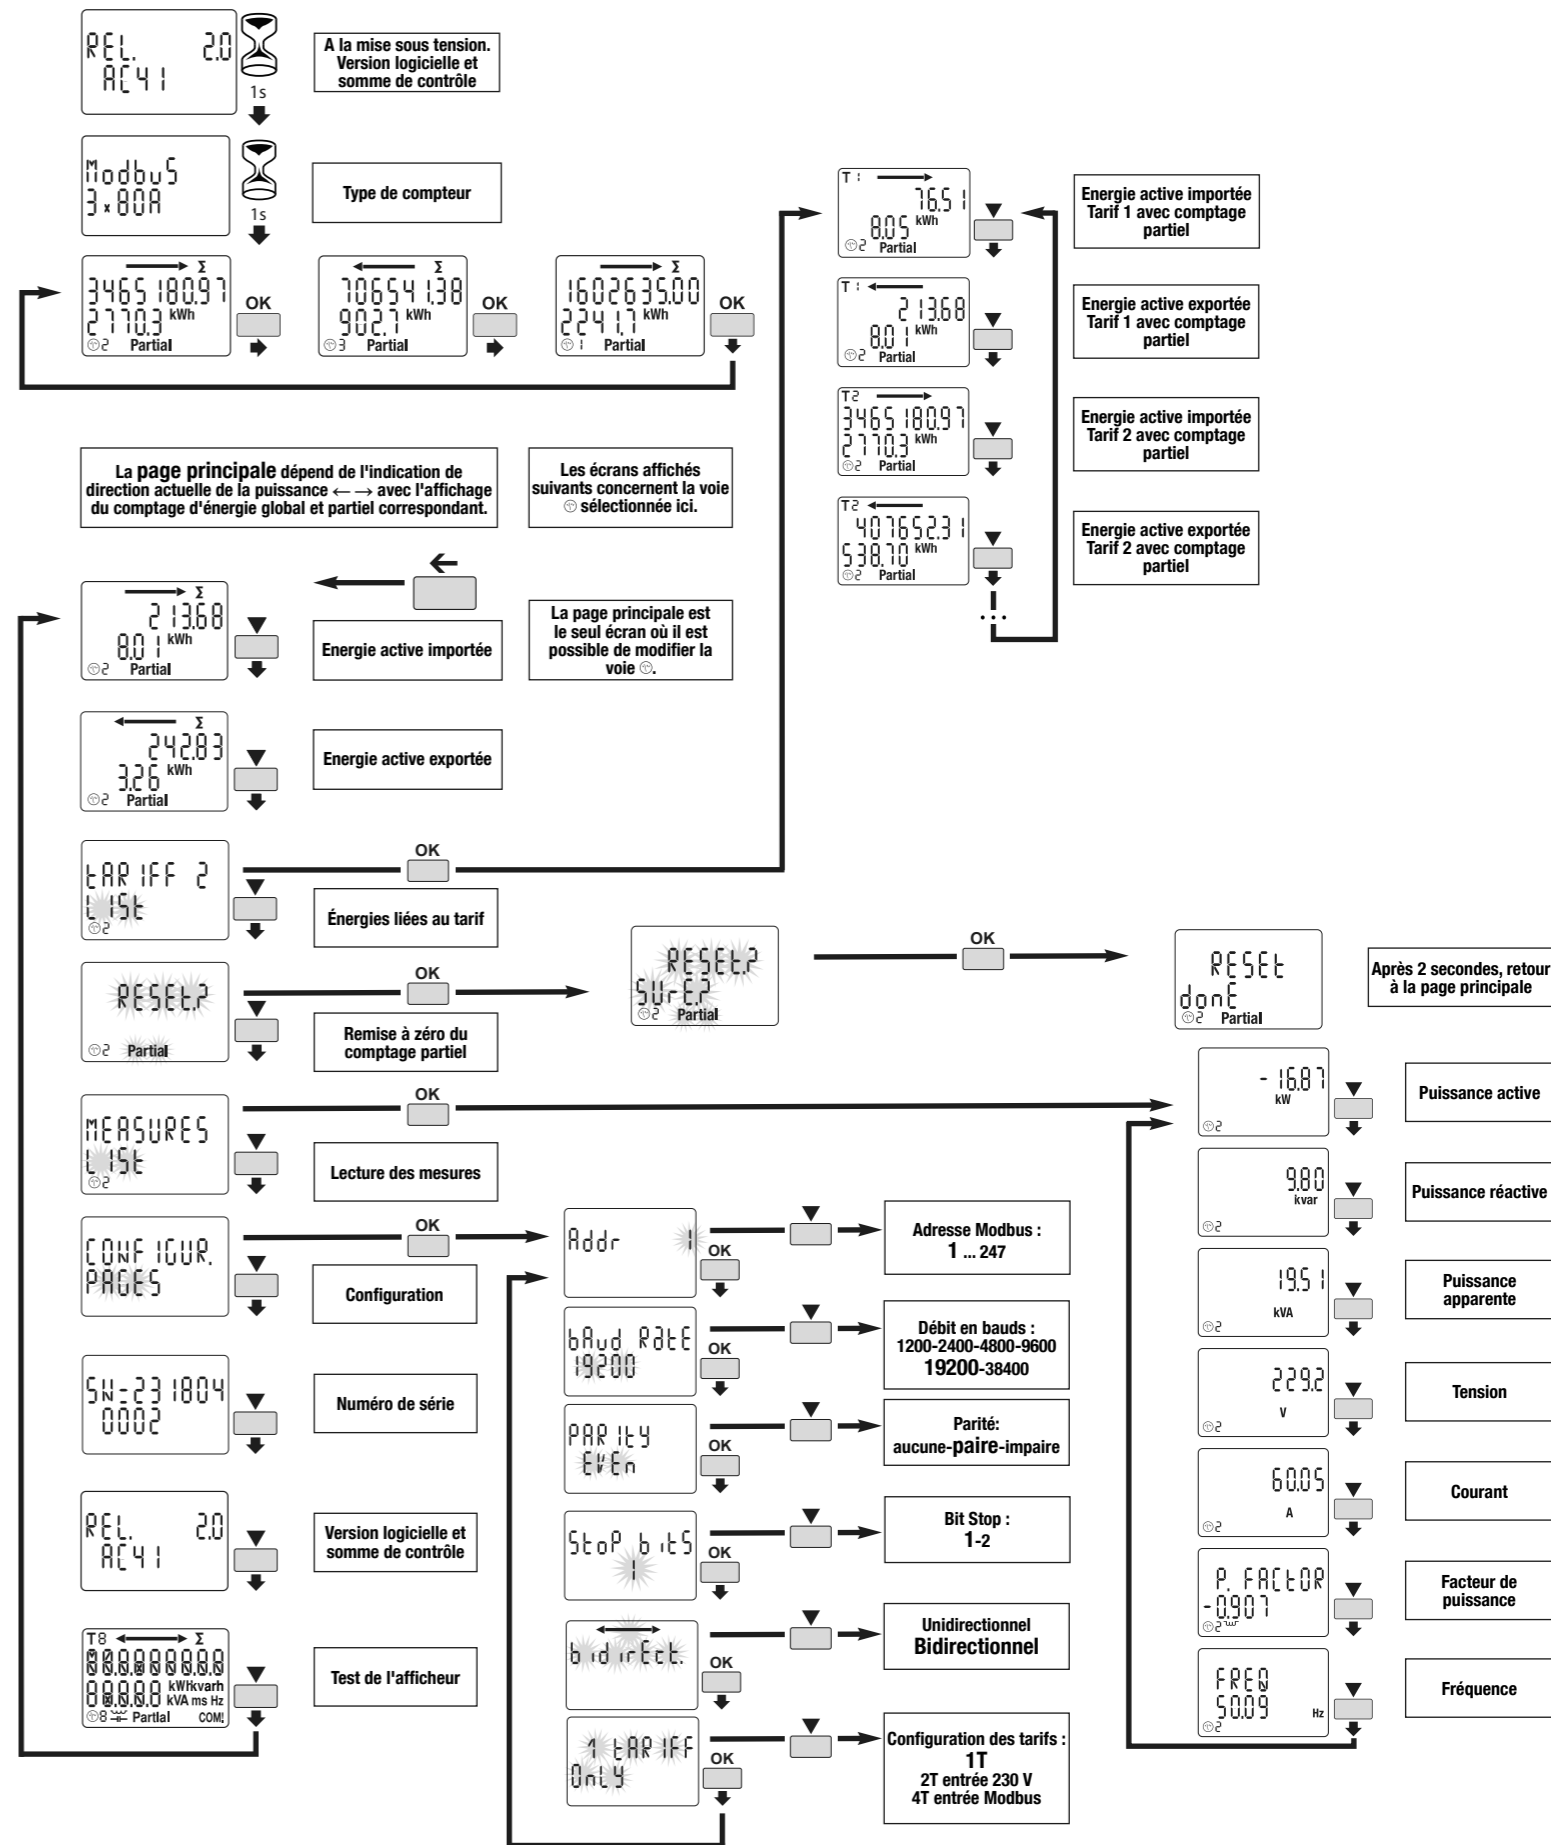 REL. 2.0
AC41
1s
A la mise sous tension.
Version logicielle et
somme de contrôle
ModbuS
3×80A
1s
Type de compteur
Σ
3465180.97
2770.3 kWh
2 Partial
OK
Σ
706541.38
902.7 kWh
3 Partial
OK
Σ
1602635.00
2241.7 kWh
1 Partial
OK
La page principale dépend de l'indication de
direction actuelle de la puissance ← → avec l'affichage
du comptage d'énergie global et partiel correspondant.
Les écrans affichés
suivants concernent la voie
sélectionnée ici.
Σ
213.68
8.01 kWh
2 Partial
Energie active importée
La page principale est
le seul écran où il est
possible de modifier la
voie .
Σ
242.83
3.26 kWh
2 Partial
Energie active exportée
tARIFF 2
LISt
2
OK
Énergies liées au tarif
RESEt.?
2 Partial
OK
Remise à zéro du
comptage partiel
RESEt.?
SUrE.?
2 Partial
OK
RESEt
donE
2 Partial
Après 2 secondes, retour
à la page principale
MEASURES
LISt
2
OK
Lecture des mesures
CONFIGUR.
PAGES
OK
Configuration
SN=231804
0002
Numéro de série
REL. 2.0
AC41
Version logicielle et
somme de contrôle
T8 Σ
kWHkvarh
kVA ms Hz
8 Partial COM!
Test de l'afficheur
T1
76.51
8.05 kWh
2 Partial
Energie active importée
Tarif 1 avec comptage
partiel
T1
213.68
8.01 kWh
2 Partial
Energie active exportée
Tarif 1 avec comptage
partiel
T2
3465180.97
2770.3 kWh
2 Partial
Energie active importée
Tarif 2 avec comptage
partiel
T2
407652.31
538.70 kWh
2 Partial
Energie active exportée
Tarif 2 avec comptage
partiel
...
Addr 1
OK
Adresse Modbus :
1 ... 247
bAud RatE
19200
OK
Débit en bauds :
1200-2400-4800-9600
19200-38400
PARItY
EVEn
OK
Parité:
aucune-paire-impaire
StoP bitS
1
OK
Bit Stop :
1-2
bidirEct.
OK
Unidirectionnel
Bidirectionnel
1 tARIFF
OnLY
OK
Configuration des tarifs :
1T
2T entrée 230 V
4T entrée Modbus
-16.87
kW
2
Puissance active
9.80
kvar
2
Puissance réactive
19.51
kVA
2
Puissance
apparente
229.2
V
2
Tension
60.05
A
2
Courant
P. FACtOR
-0.907
2
Facteur de
puissance
FREQ
50.09
Hz
2
Fréquence